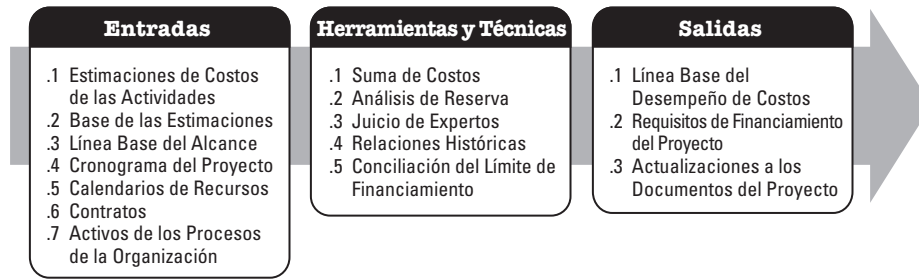 Entradas
.1 Estimaciones de Costos
de las Actividades
.2 Base de las Estimaciones
.3 Línea Base del Alcance
.4 Cronograma del Proyecto
.5 Calendarios de Recursos
.6 Contratos
.7 Activos de los Procesos
de la Organización
Herramientas y Técnicas
.1 Suma de Costos
.2 Análisis de Reserva
.3 Juicio de Expertos
.4 Relaciones Históricas
.5 Conciliación del Límite de
Financiamiento
Salidas
.1 Línea Base del
Desempeño de Costos
.2 Requisitos de Financiamiento
del Proyecto
.3 Actualizaciones a los
Documentos del Proyecto